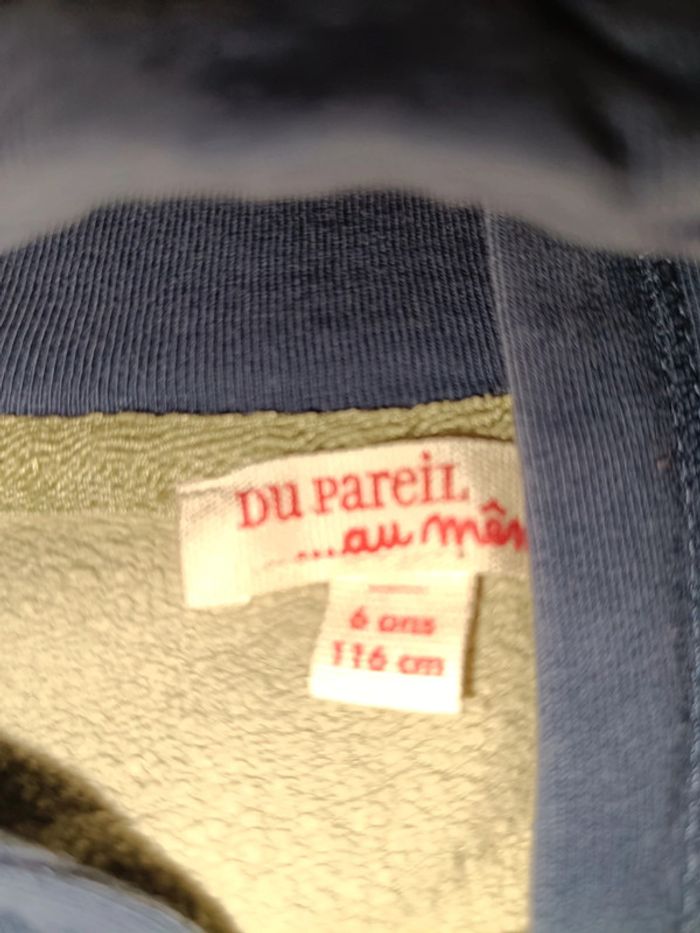 DU PAREIL
...au mêm
6 ans
116 cm